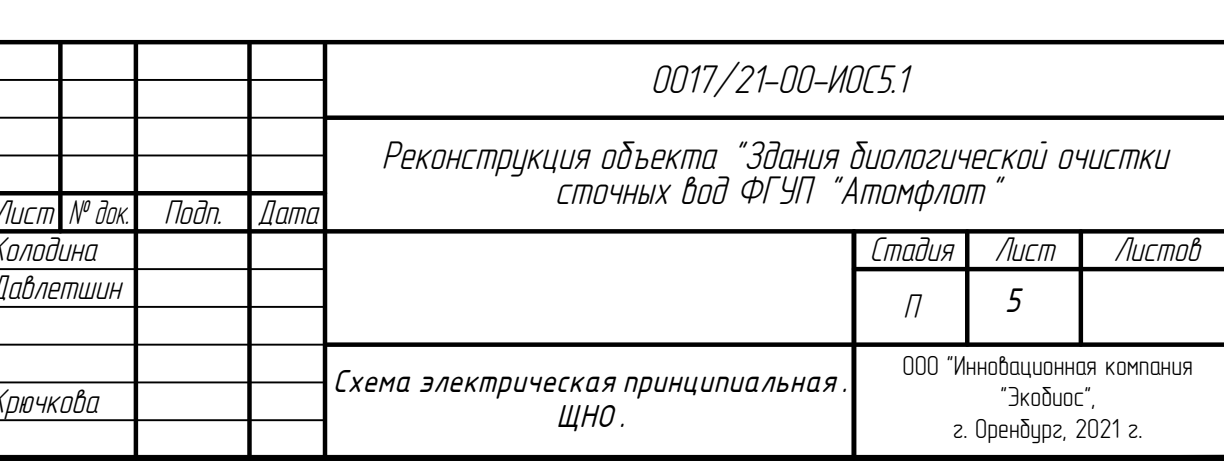 0017/21-00-ИОС5.1
Реконструкция объекта "Здания биологической очистки
сточных вод ФГУП "Атомфлот"
Лист № док. Подп. Дата
Колодина
Стадия Лист Листов
Давлетшин
П 5
Схема электрическая принципиальная.
ЩНО.
Крючкова
ООО "Инновационная компания
"Экобиос",
г. Оренбург, 2021 г.